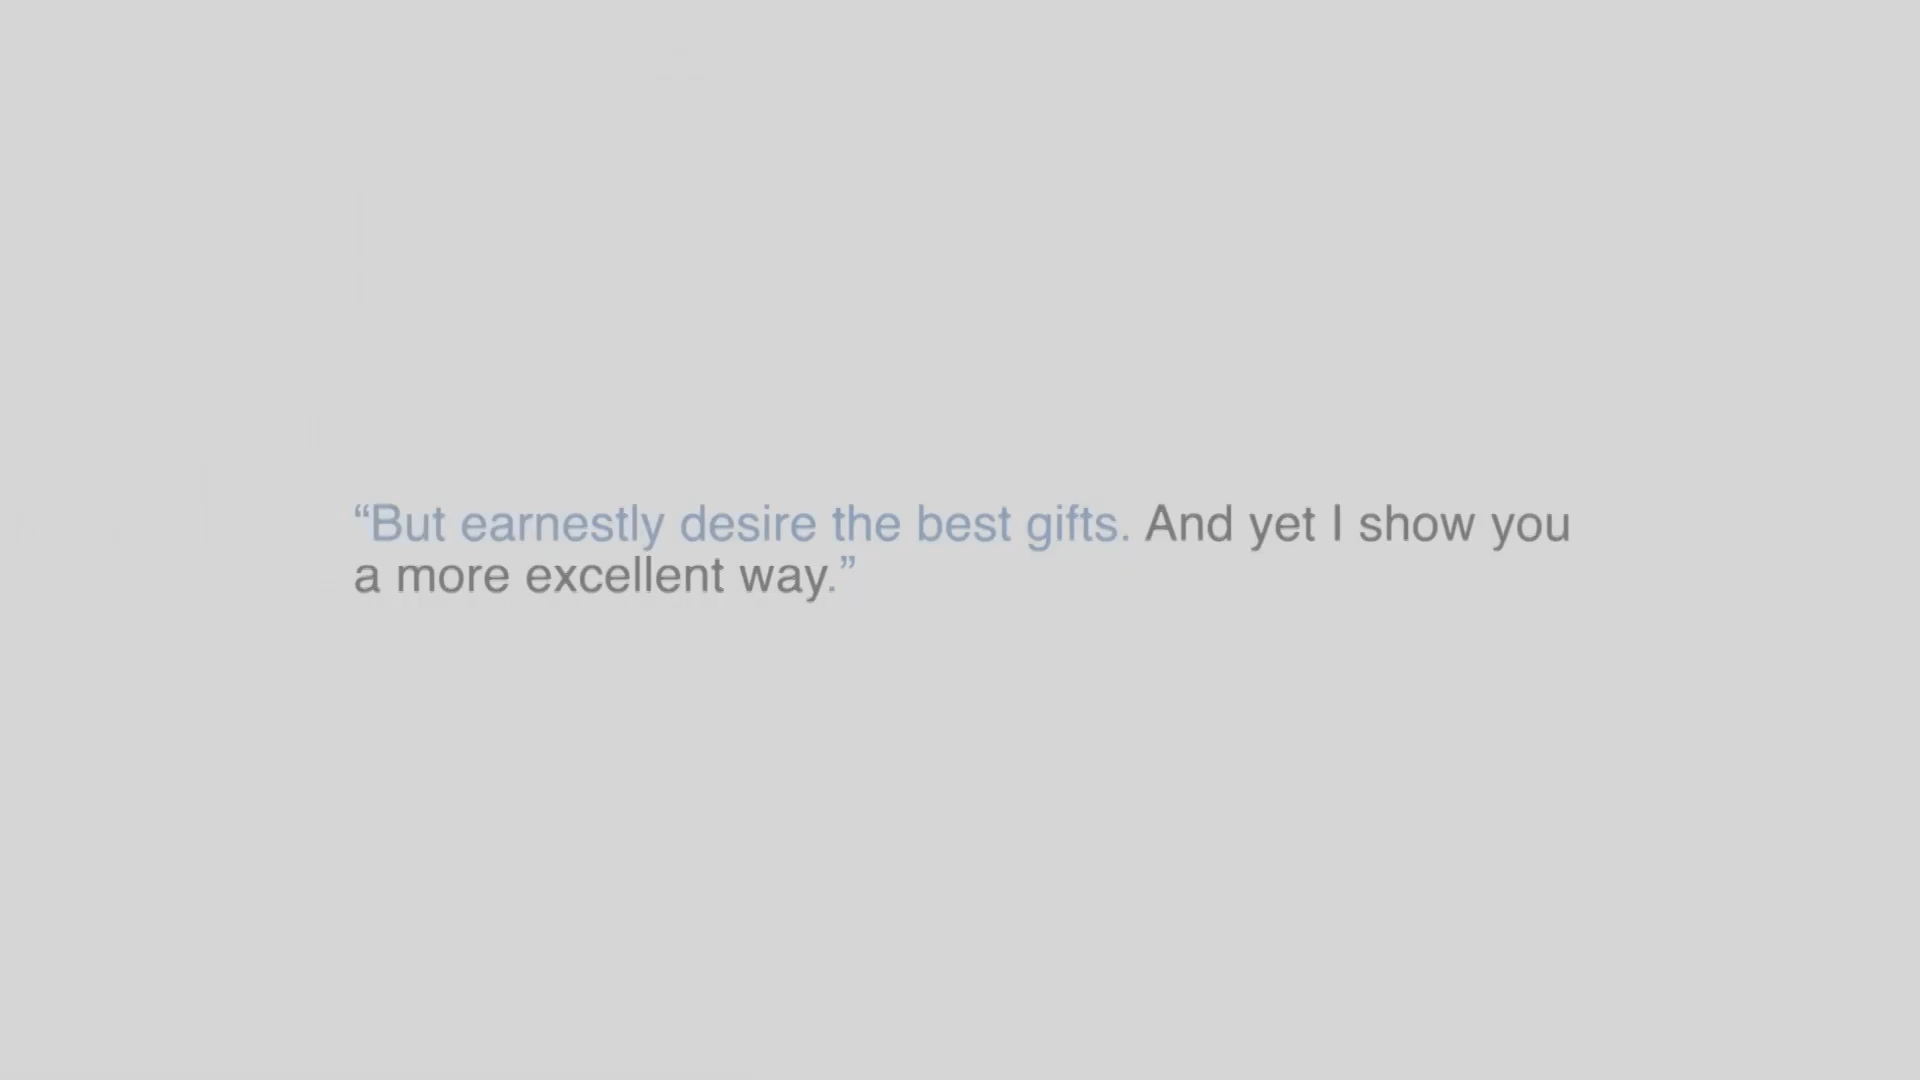 “But earnestly desire the best gifts. And yet I show you
a more excellent way.”